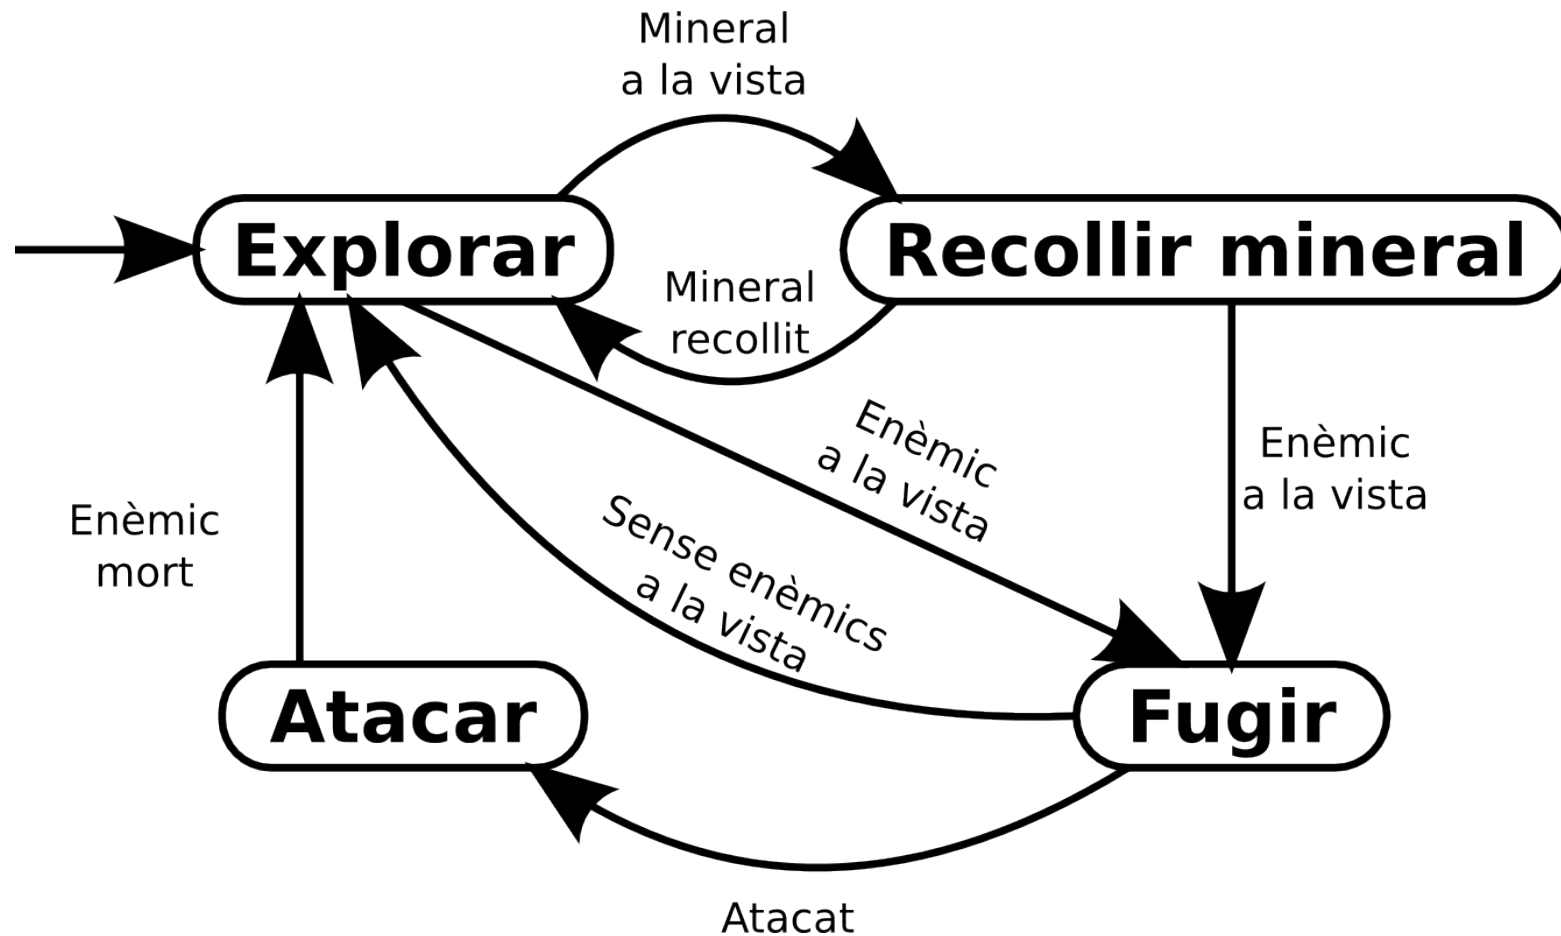 Mineral
a la vista
Explorar
Recollir mineral
Mineral
recollit
Enèmic
a la vista
Enèmic
a la vista
Sense enèmics
a la vista
Enèmic
mort
Atacar
Fugir
Atacat